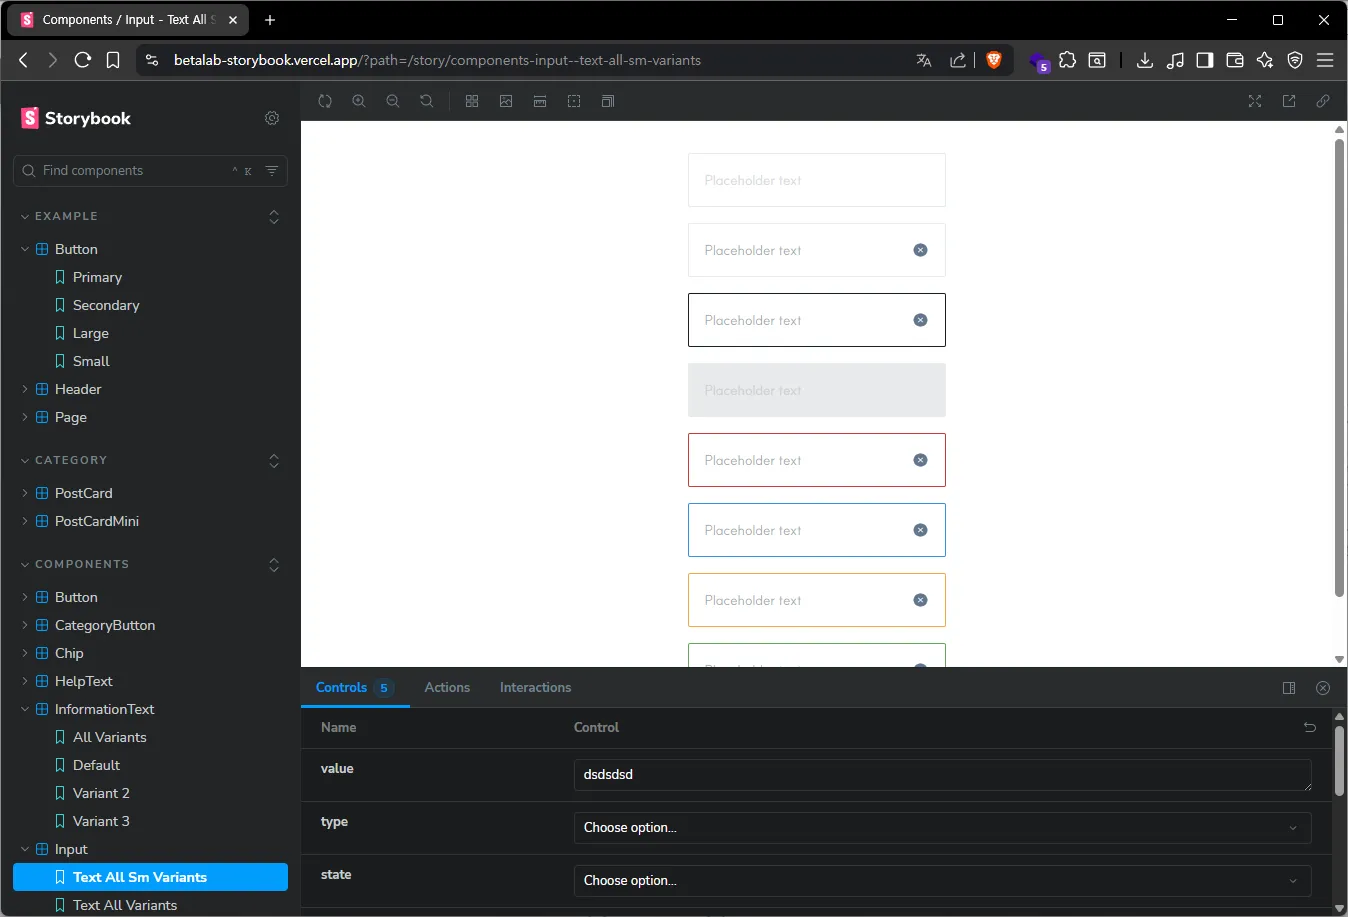 Components / Input - Text All S
betalab-storybook.vercel.app/?path=/story/components-input--text-all-sm-variants
5
Storybook
Find components
^ K
EXAMPLE
Button
Primary
Secondary
Large
Small
Header
Page
CATEGORY
PostCard
PostCardMini
COMPONENTS
Button
CategoryButton
Chip
HelpText
InformationText
All Variants
Default
Variant 2
Variant 3
Input
Text All Sm Variants
Text All Variants
Placeholder text
Placeholder text
Placeholder text
Placeholder text
Placeholder text
Placeholder text
Placeholder text
Placeholder text
Controls 5
Actions
Interactions
Name
Control
value
dsdsdsd
type
Choose option...
state
Choose option...